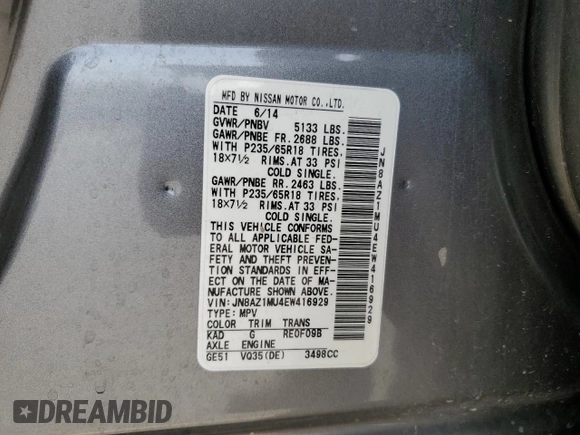 MFD BY NISSAN MOTOR CO.,LTD.
DATE 6/14
GVWR/PNBV 5133 LBS.
GAWR/PNBE FR. 2688 LBS.
WITH P235/65R18 TIRES,
18×7½ RIMS.AT 33 PSI
COLD SINGLE.
GAWR/PNBE RR. 2463 LBS.
WITH P235/65R18 TIRES,
18×7½ RIMS.AT 33 PSI
COLD SINGLE.
THIS VEHICLE CONFORMS
TO ALL APPLICABLE FED-
ERAL MOTOR VEHICLE SA-
FETY AND THEFT PREVEN-
TION STANDARDS IN EFF-
ECT ON THE DATE OF MA-
NUFACTURE SHOWN ABOVE.
VIN: JN8AZ1MU4EW416929
TYPE: MPV
COLOR TRIM TRANS
KAD G RE0F09B
AXLE ENGINE
GE51 VQ35(DE) 3498CC
JN8AZ1MU4EW416929
DREAMBID